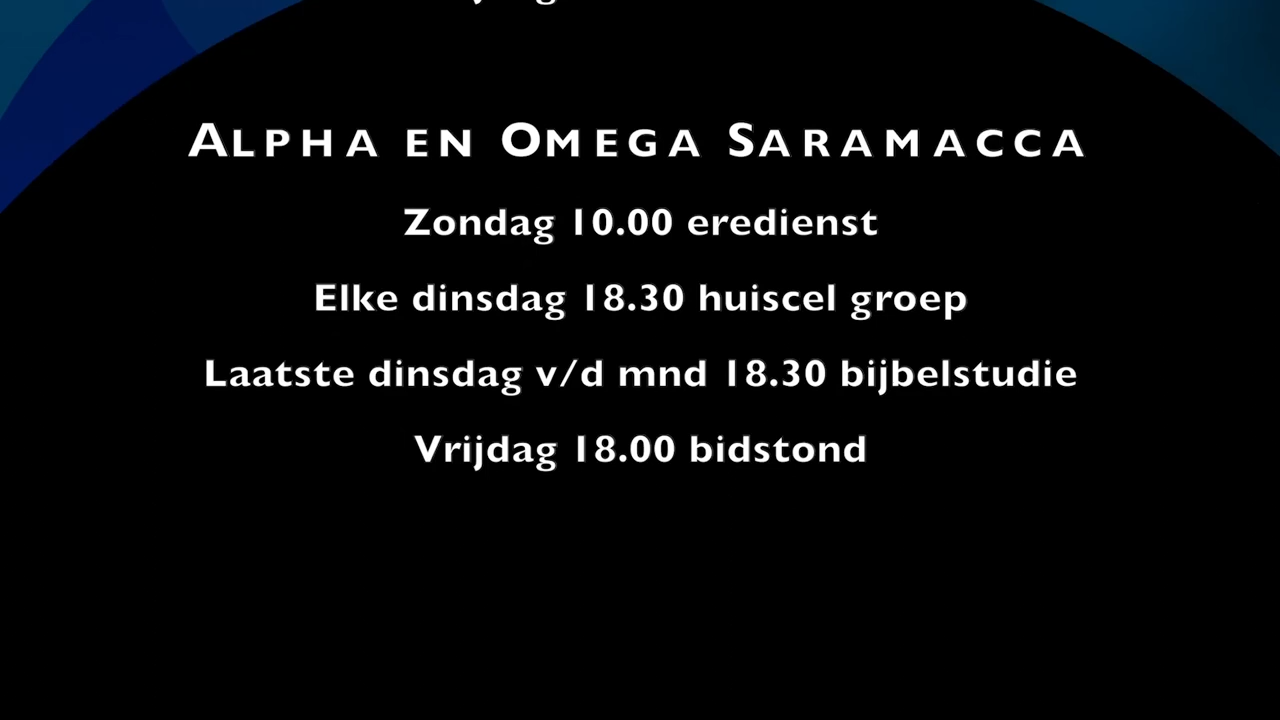 ALPHA EN OMEGA SARAMACCA
Zondag 10.00 eredienst
Elke dinsdag 18.30 huiscel groep
Laatste dinsdag v/d mnd 18.30 bijbelstudie
Vrijdag 18.00 bidstond